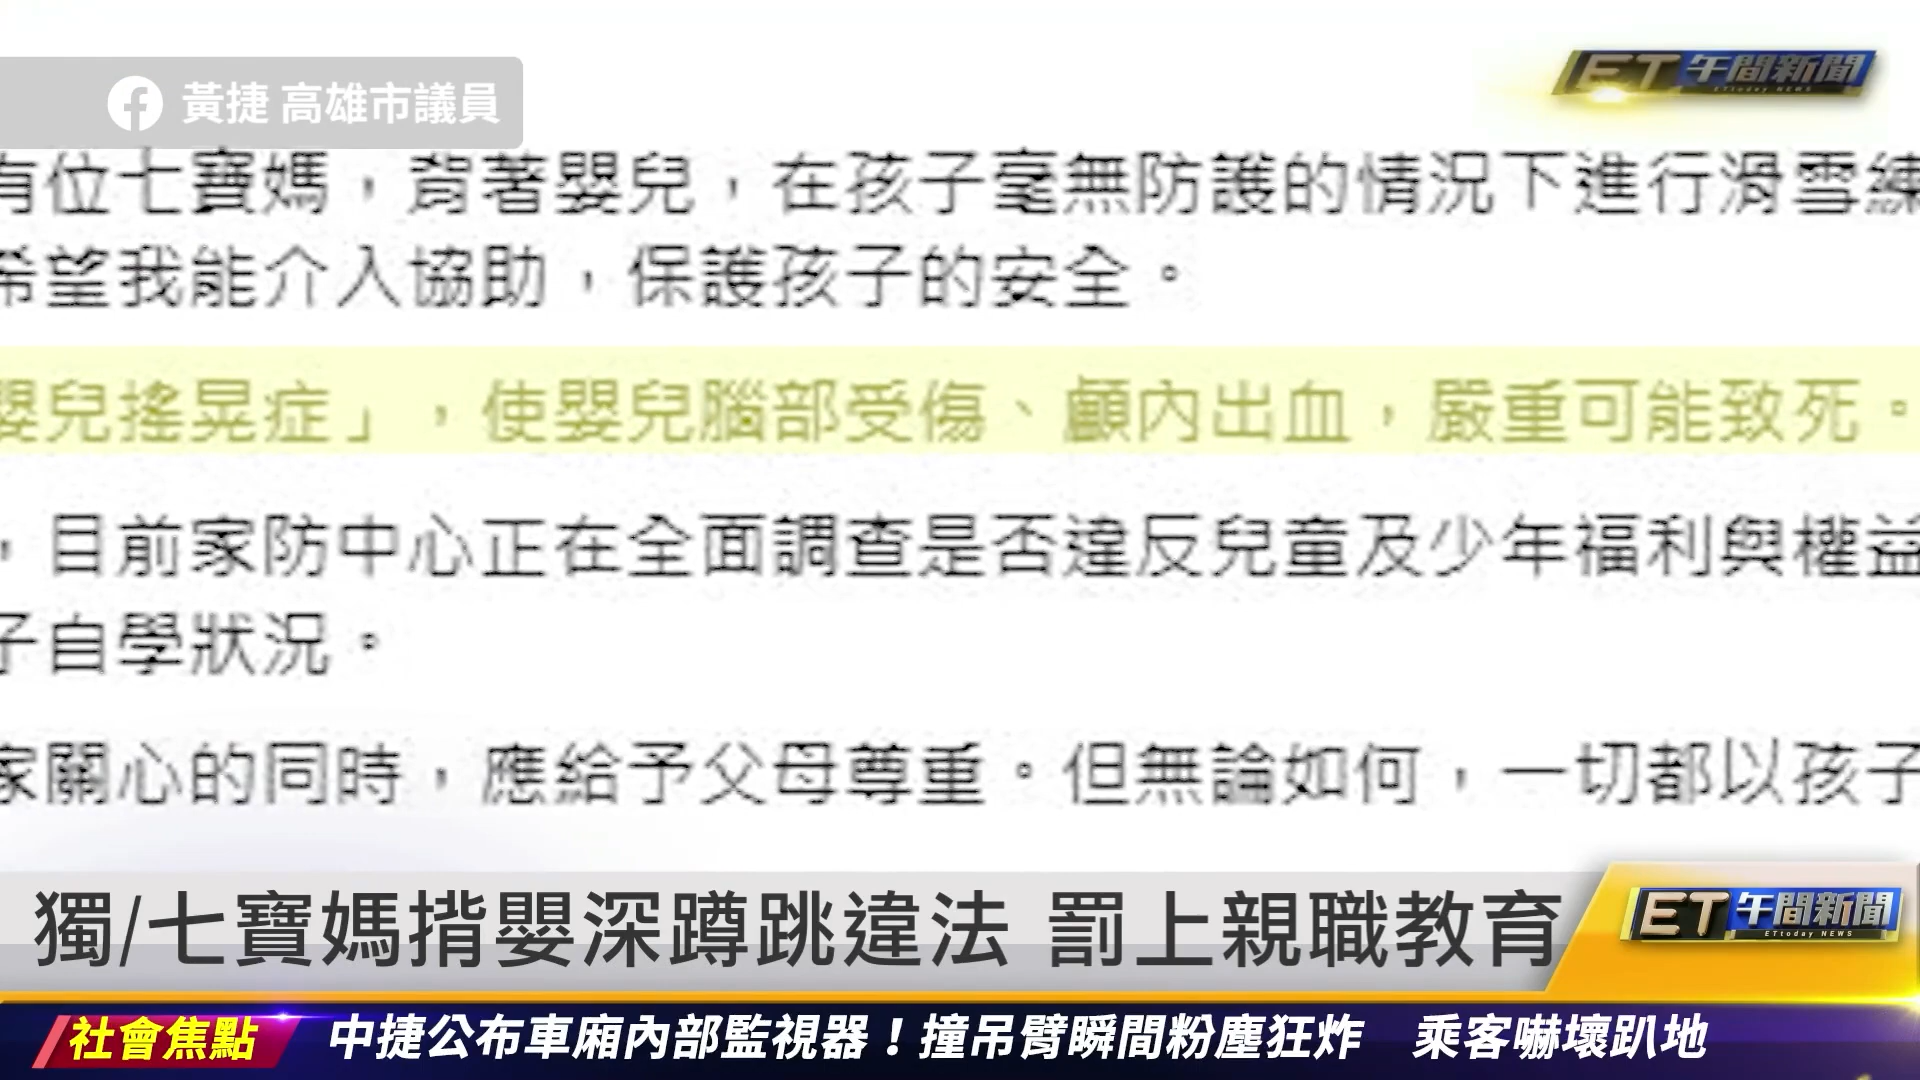 黃捷 高雄市議員
ET午間新聞
ETtoday NEWS
有位七寶媽，背著嬰兒，在孩子毫無防護的情況下進行滑雪練
希望我能介入協助，保護孩子的安全。
嬰兒搖晃症」，使嬰兒腦部受傷、顱內出血，嚴重可能致死。
，目前家防中心正在全面調查是否違反兒童及少年福利與權益
子自學狀況。
家關心的同時，應給予父母尊重。但無論如何，一切都以孩子
獨/七寶媽揹嬰深蹲跳違法 罰上親職教育
ET午間新聞
ETtoday NEWS
社會焦點
中捷公布車廂內部監視器！撞吊臂瞬間粉塵狂炸　乘客嚇壞趴地